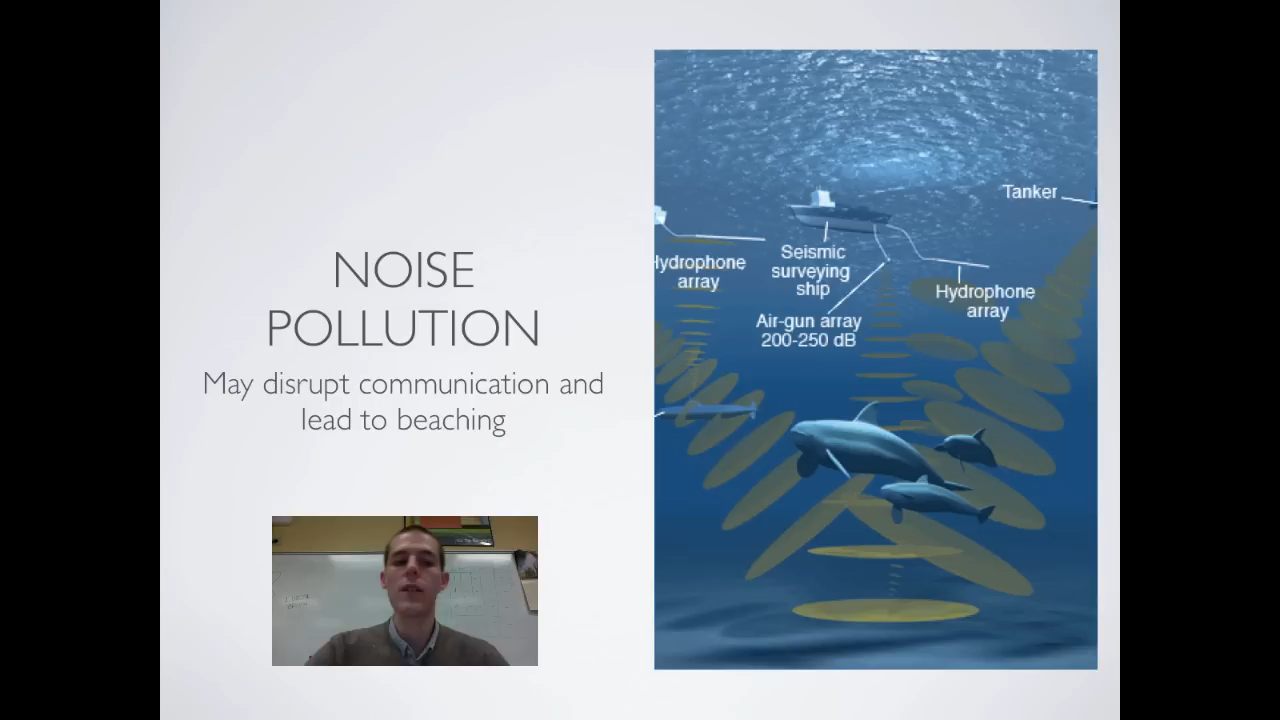 NOISE
POLLUTION
May disrupt communication and
lead to beaching
Tanker
Hydrophone
array
Seismic
surveying
ship
Hydrophone
array
Air-gun array
200-250 dB